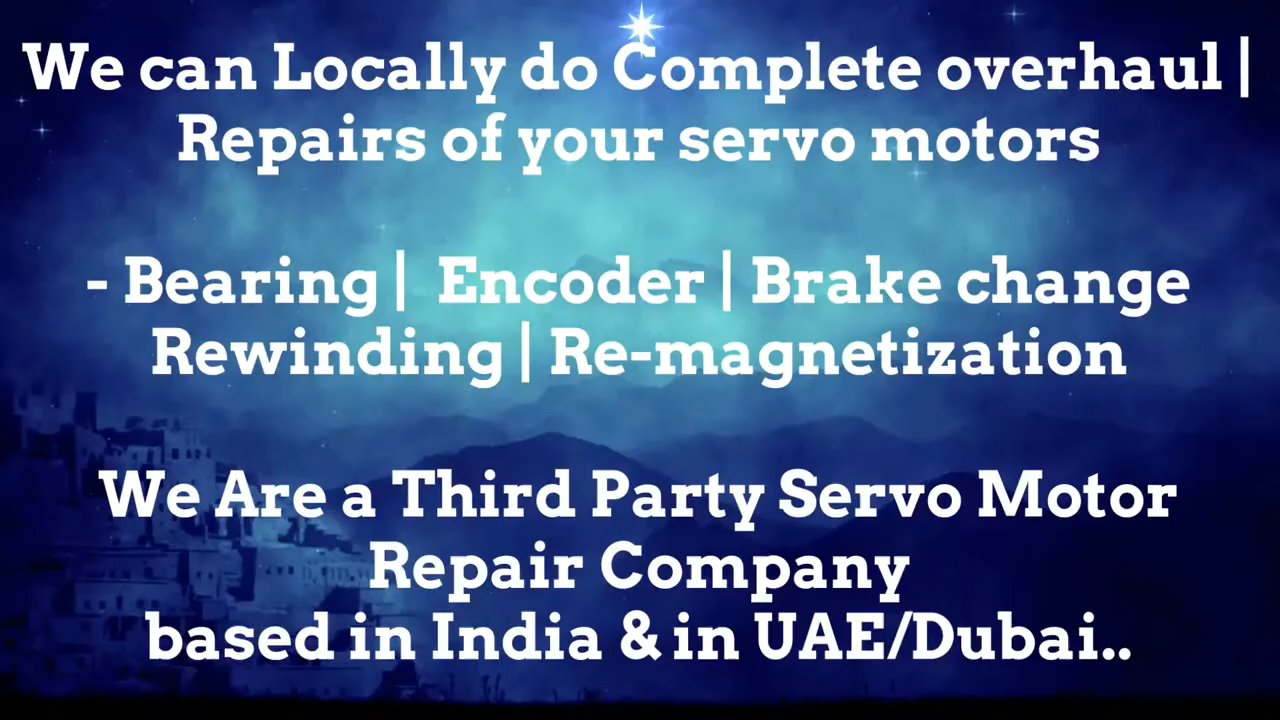 We can Locally do Complete overhaul |
Repairs of your servo motors
- Bearing | Encoder | Brake change
Rewinding | Re-magnetization
We Are a Third Party Servo Motor
Repair Company
based in India & in UAE/Dubai..